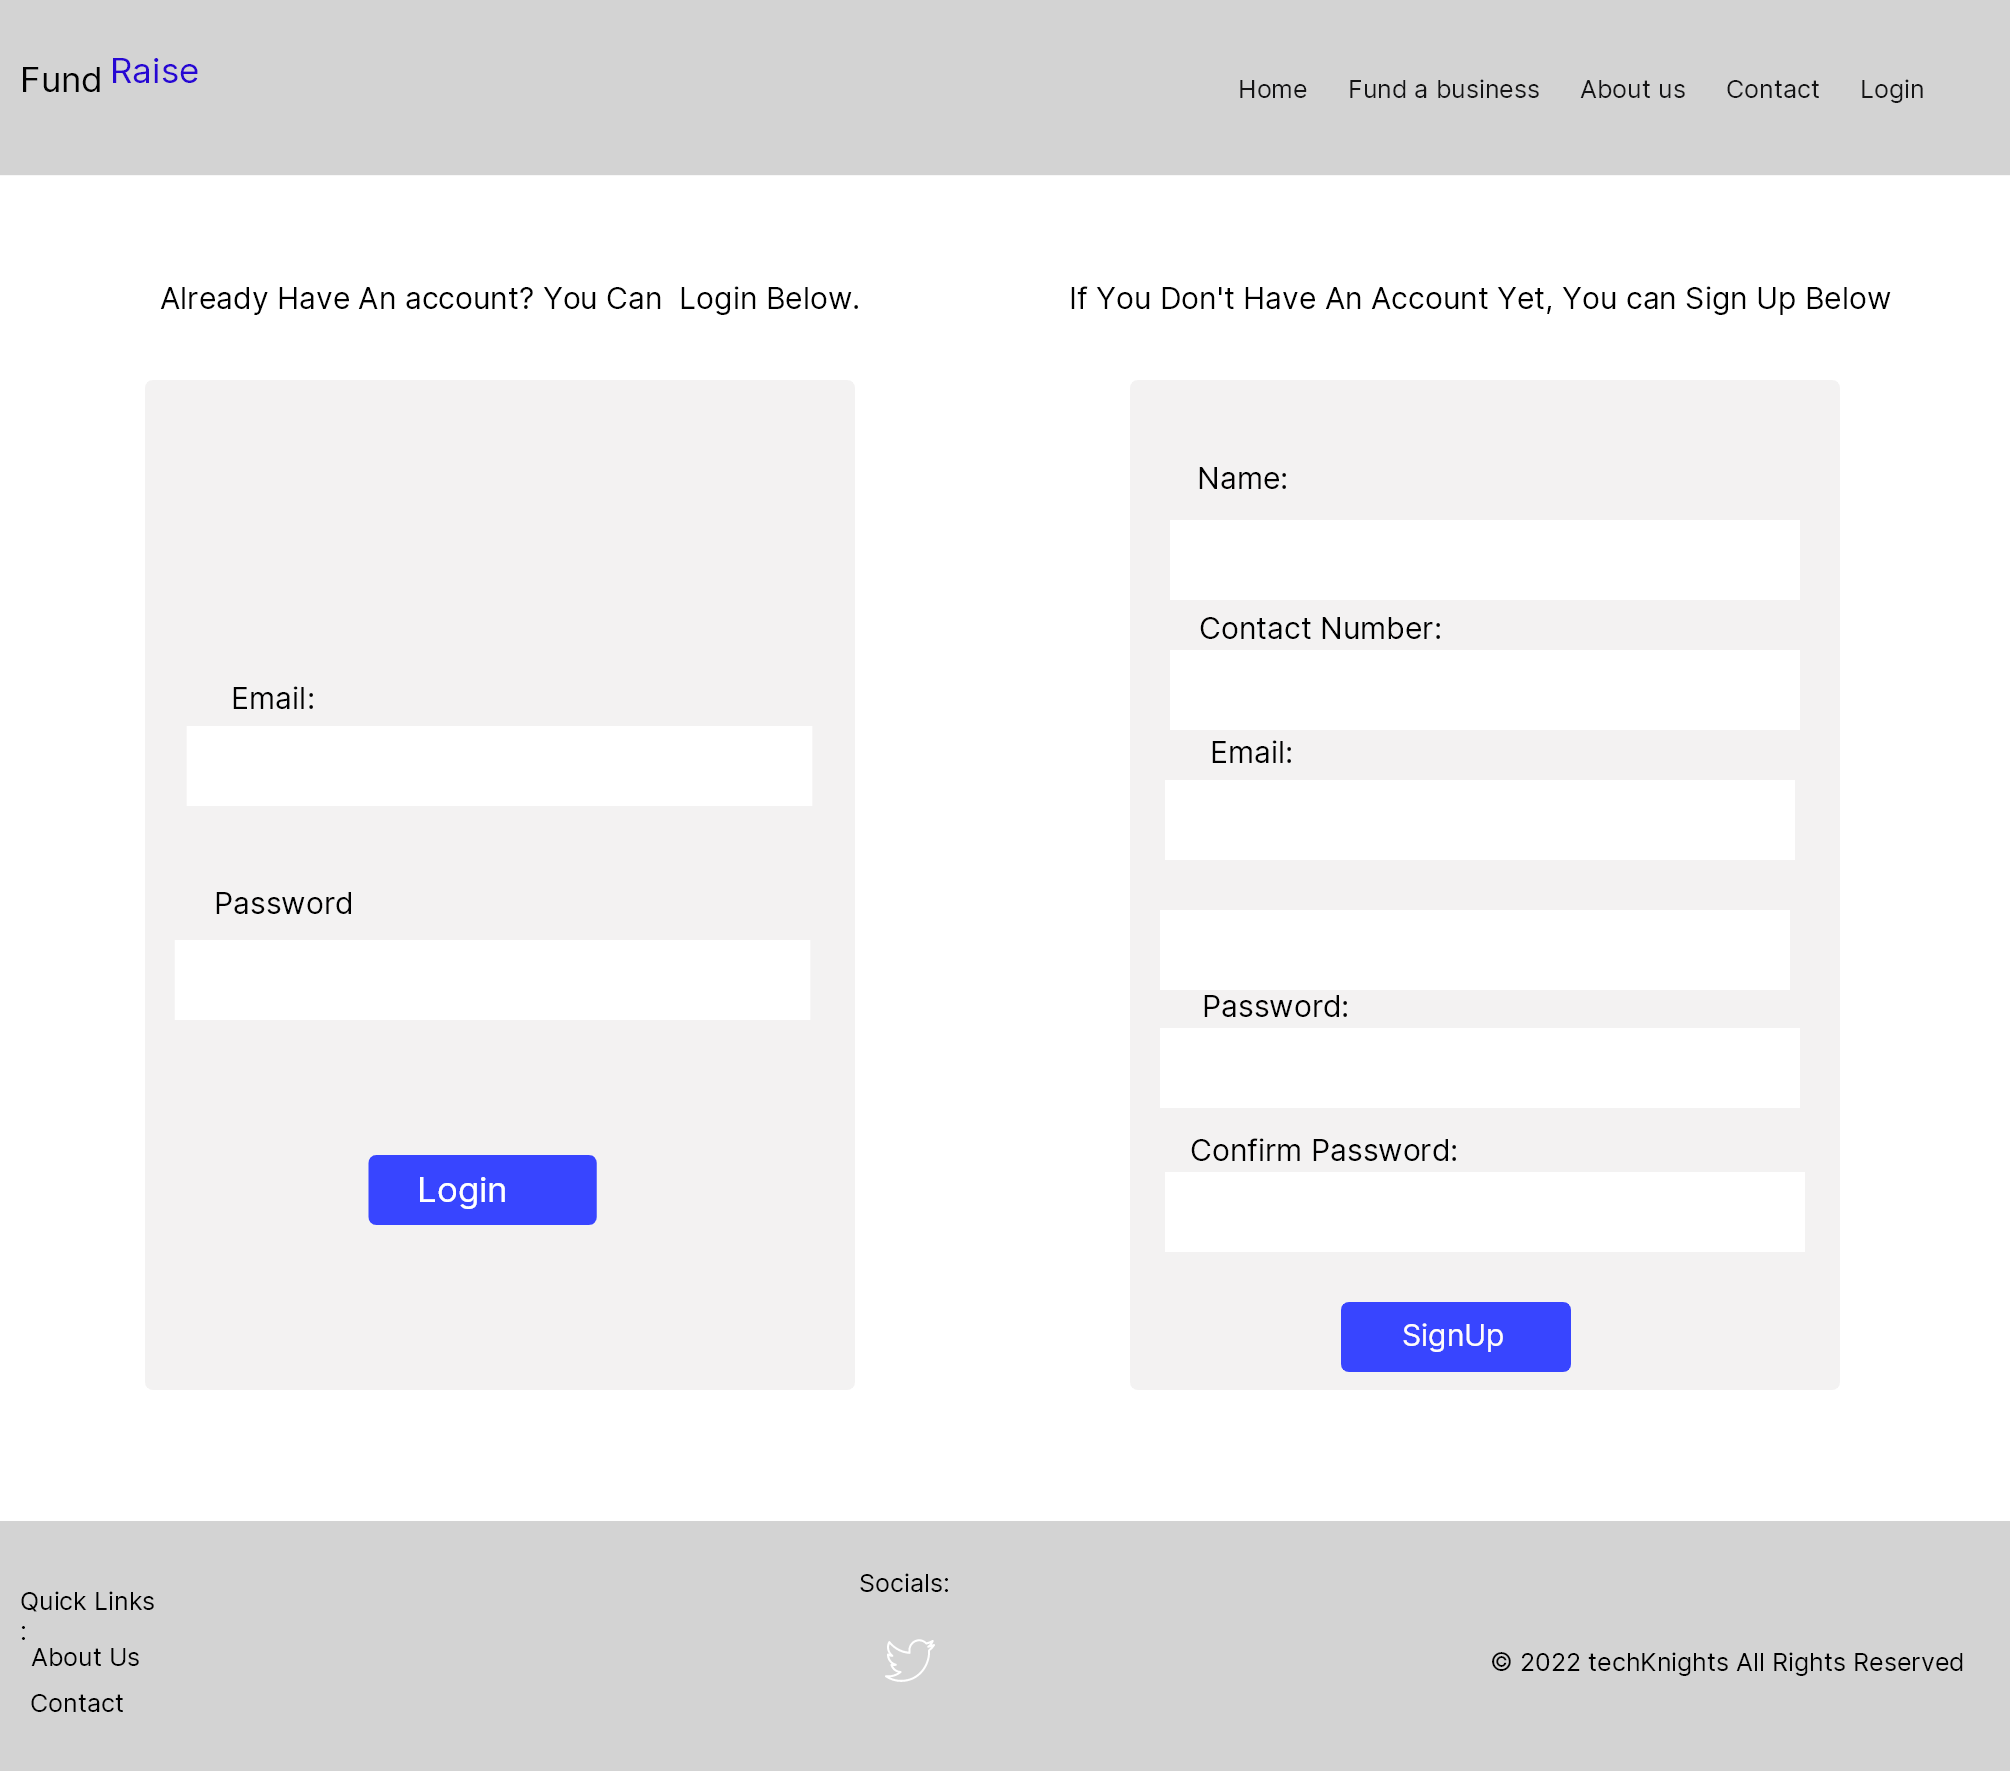 Fund Raise
Home Fund a business About us Contact Login
Already Have An account? You Can  Login Below.
If You Don't Have An Account Yet, You can Sign Up Below
Email:
Password
Login
Name:
Contact Number:
Email:
Password:
Confirm Password:
SignUp
Quick Links
:
About Us
Contact
Socials:
© 2022 techKnights All Rights Reserved